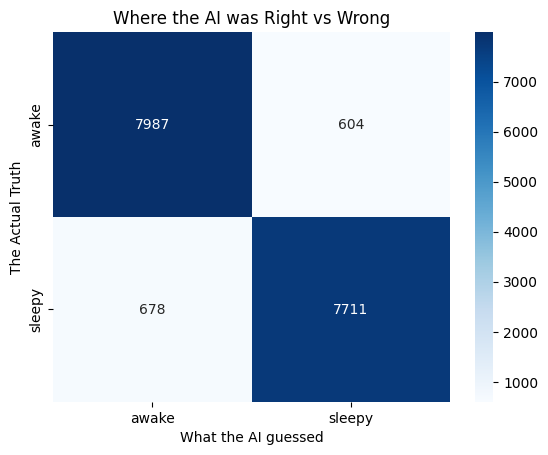 Where the AI was Right vs Wrong
The Actual Truth
awake
7987
604
sleepy
678
7711
awake
sleepy
What the AI guessed
7000
6000
5000
4000
3000
2000
1000